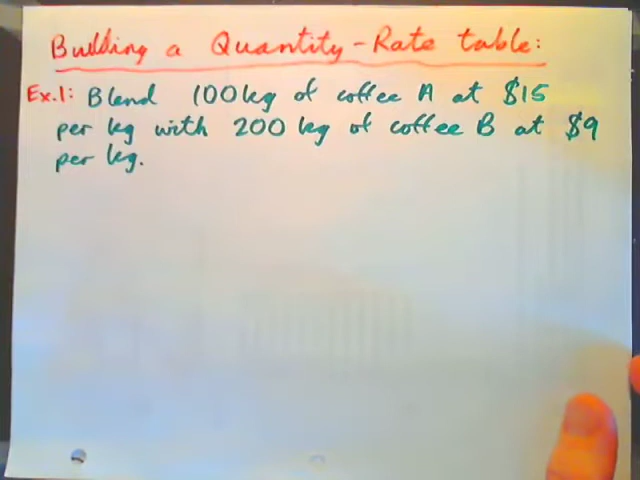 Building a Quantity-Rate table:
Ex.1: Blend 100kg of coffee A at $15
per kg with 200 kg of coffee B at $9
per kg.